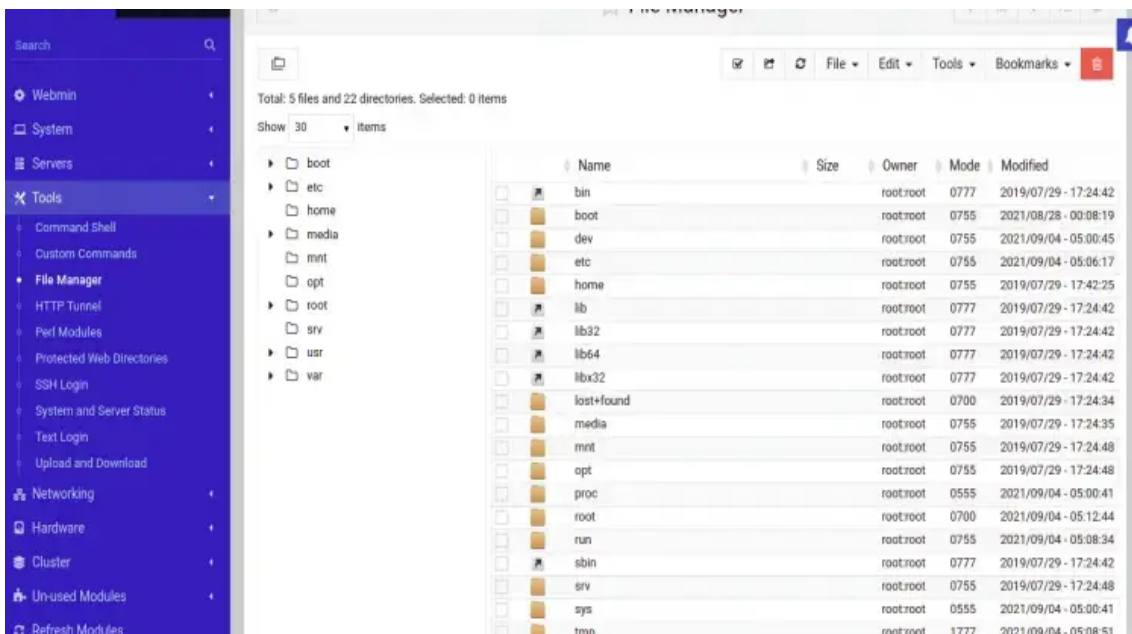 File Manager
Search
Webmin
System
Servers
Tools
Command Shell
Custom Commands
File Manager
HTTP Tunnel
Perl Modules
Protected Web Directories
SSH Login
System and Server Status
Text Login
Upload and Download
Networking
Hardware
Cluster
Un-used Modules
Refresh Modules
File Edit Tools Bookmarks
Total: 5 files and 22 directories. Selected: 0 items
Show 30 items
boot
etc
home
media
mnt
opt
root
srv
usr
var
Name Size Owner Mode Modified
bin root:root 0777 2019/07/29 - 17:24:42
boot root:root 0755 2021/08/28 - 00:08:19
dev root:root 0755 2021/09/04 - 05:00:45
etc root:root 0755 2021/09/04 - 05:06:17
home root:root 0755 2019/07/29 - 17:42:25
lib root:root 0777 2019/07/29 - 17:24:42
lib32 root:root 0777 2019/07/29 - 17:24:42
lib64 root:root 0777 2019/07/29 - 17:24:42
libx32 root:root 0777 2019/07/29 - 17:24:42
lost+found root:root 0700 2019/07/29 - 17:24:34
media root:root 0755 2019/07/29 - 17:24:35
mnt root:root 0755 2019/07/29 - 17:24:48
opt root:root 0755 2019/07/29 - 17:24:48
proc root:root 0555 2021/09/04 - 05:00:41
root root:root 0700 2021/09/04 - 05:12:44
run root:root 0755 2021/09/04 - 05:08:34
sbin root:root 0777 2019/07/29 - 17:24:42
srv root:root 0755 2019/07/29 - 17:24:48
sys root:root 0555 2021/09/04 - 05:00:41
tmp root:root 1777 2021/09/04 - 05:08:51